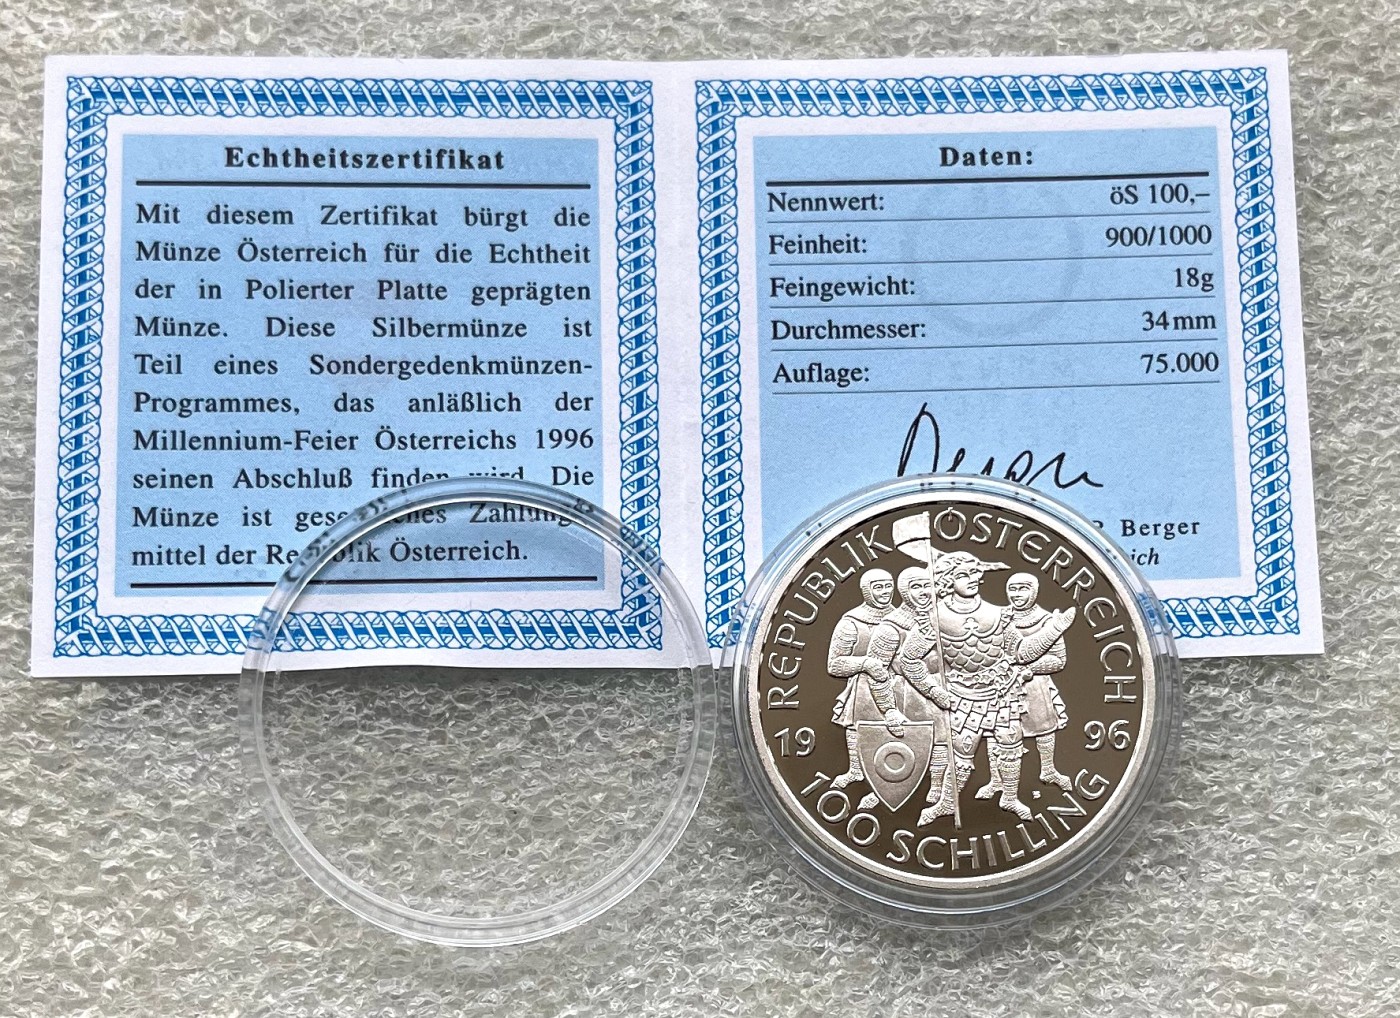 Echtheitszertifikat
Mit diesem Zertifikat bürgt die
Münze Österreich für die Echtheit
der in Polierter Platte geprägten
Münze. Diese Silbermünze ist
Teil eines Sondergedenkmünzen-
Programmes, das anläßlich der
Millennium-Feier Österreichs 1996
seinen Abschluß finden wird. Die
Münze ist
mittel der Republik Österreich.
Daten:
Nennwert: öS 100,–
Feinheit: 900/1000
Feingewicht: 18g
Durchmesser: 34mm
Auflage: 75.000
Berger
REPUBLIK ÖSTERREICH
19 96
100 SCHILLING